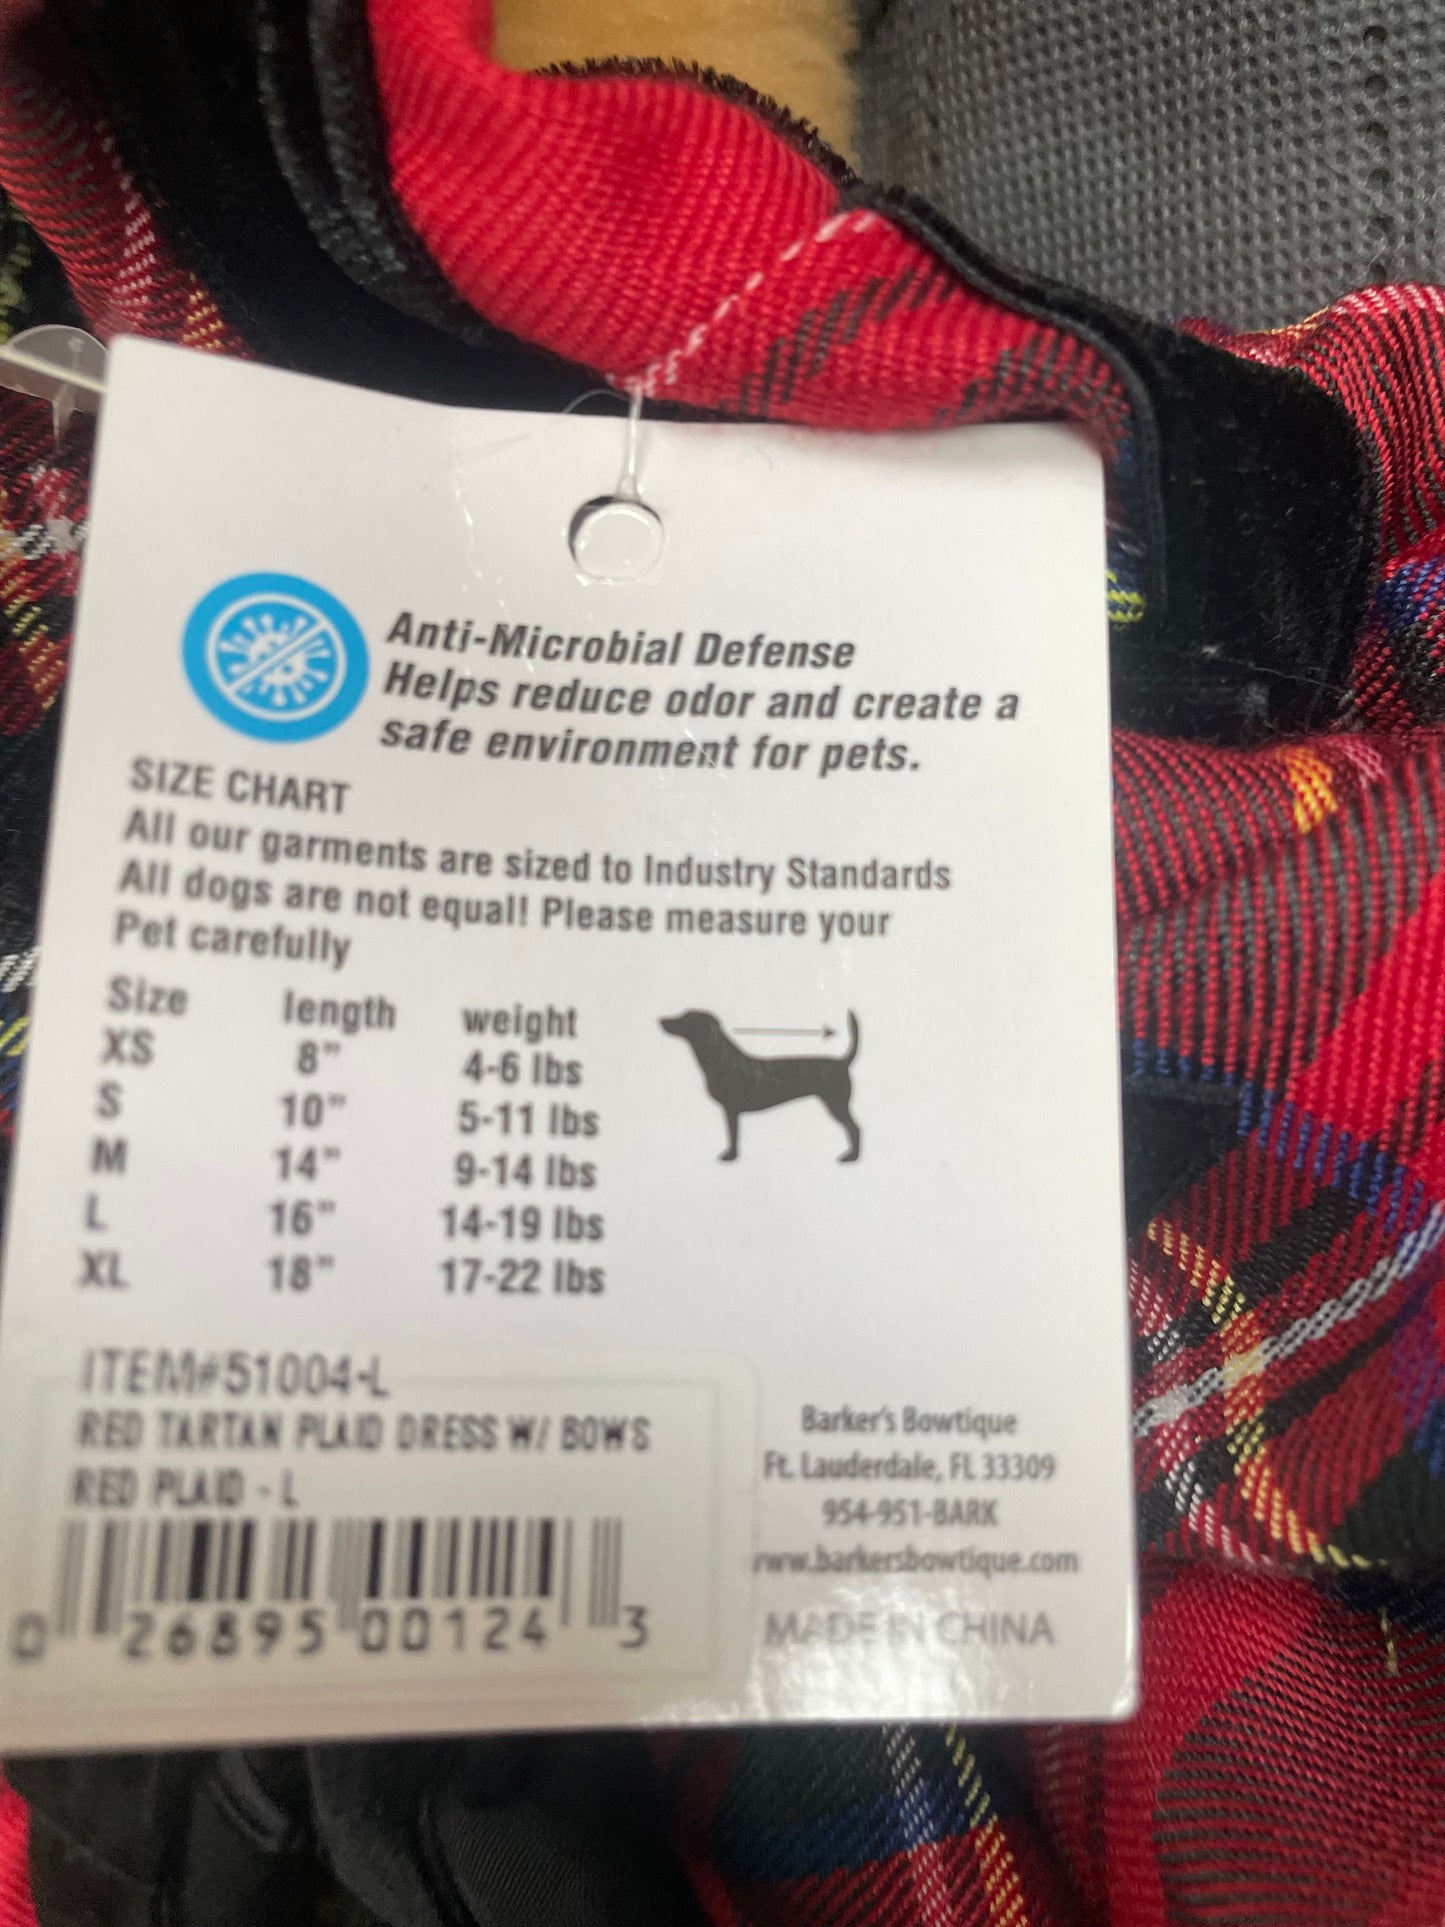 Anti-Microbial Defense
Helps reduce odor and create a
safe environment for pets.
SIZE CHART
All our garments are sized to Industry Standards
All dogs are not equal! Please measure your
Pet carefully
Size length weight
XS 8" 4-6 lbs
S 10" 5-11 lbs
M 14" 9-14 lbs
L 16" 14-19 lbs
XL 18" 17-22 lbs
ITEM#51004-L
RED TARTAN PLAID DRESS W/ BOWS
RED PLAID - L
0 26895 00124 3
Barker's Bowtique
Ft. Lauderdale, FL 33309
954-951-BARK
www.barkersbowtique.com
MADE IN CHINA